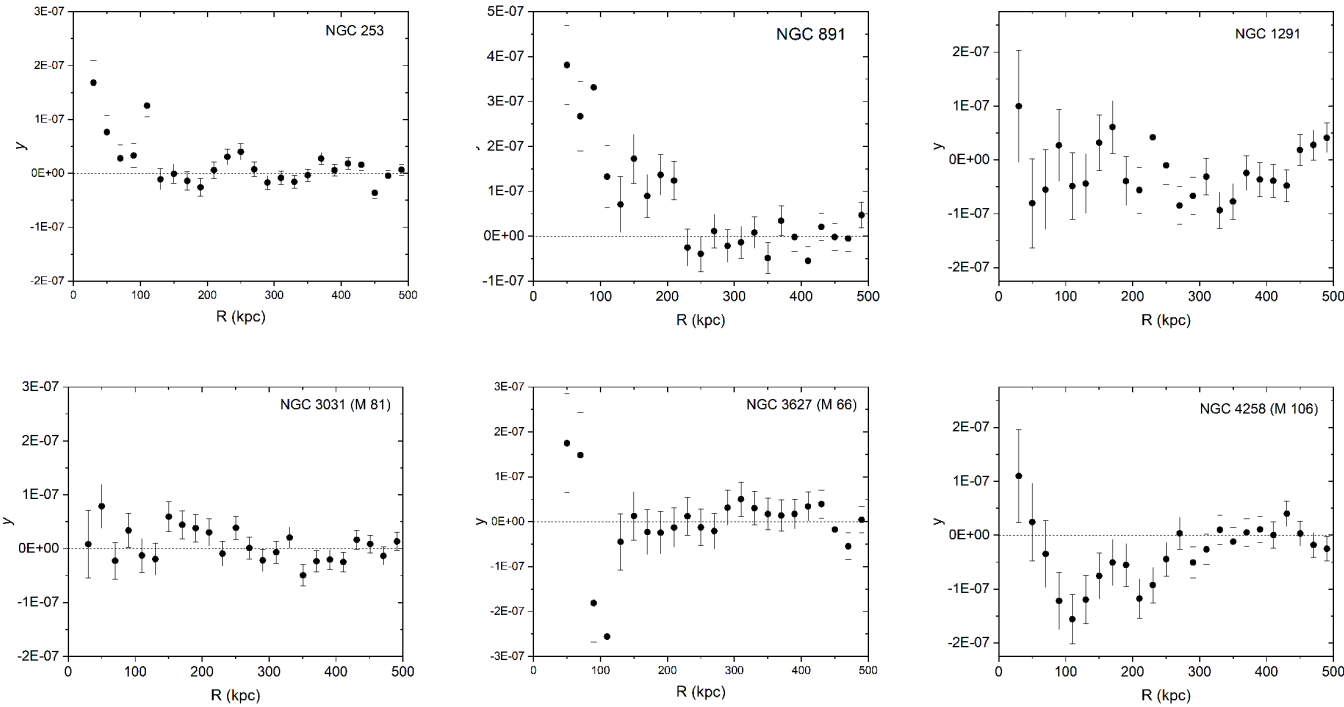 3E-07
2E-07
1E-07
0E+00
-1E-07
-2E-07
y
NGC 253
0 100 200 300 400 500
R (kpc)
5E-07
4E-07
3E-07
2E-07
1E-07
0E+00
-1E-07
NGC 891
0 100 200 300 400 500
R (kpc)
2E-07
1E-07
0E+00
-1E-07
-2E-07
y
NGC 1291
0 100 200 300 400 500
R (kpc)
3E-07
2E-07
1E-07
0E+00
-1E-07
-2E-07
y
NGC 3031 (M 81)
0 100 200 300 400 500
R (kpc)
3E-07
2E-07
1E-07
0E+00
-1E-07
-2E-07
-3E-07
y
NGC 3627 (M 66)
0 100 200 300 400 500
R (kpc)
2E-07
1E-07
0E+00
-1E-07
-2E-07
y
NGC 4258 (M 106)
0 100 200 300 400 500
R (kpc)